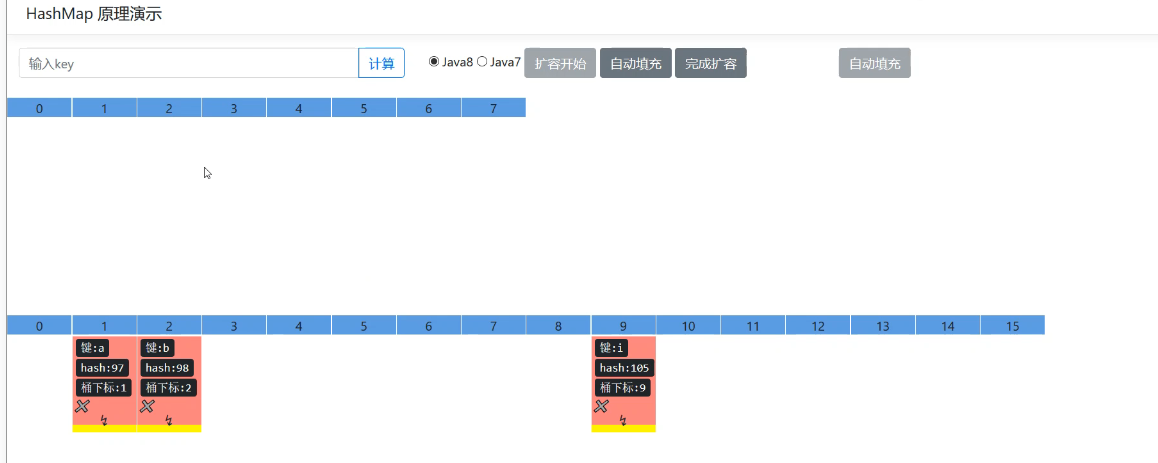 HashMap 原理演示
输入key 计算 Java8 Java7 扩容开始 自动填充 完成扩容 自动填充
0 1 2 3 4 5 6 7
0 1 2 3 4 5 6 7 8 9 10 11 12 13 14 15
键:a 键:b 键:i
hash:97 hash:98 hash:105
桶下标:1 桶下标:2 桶下标:9